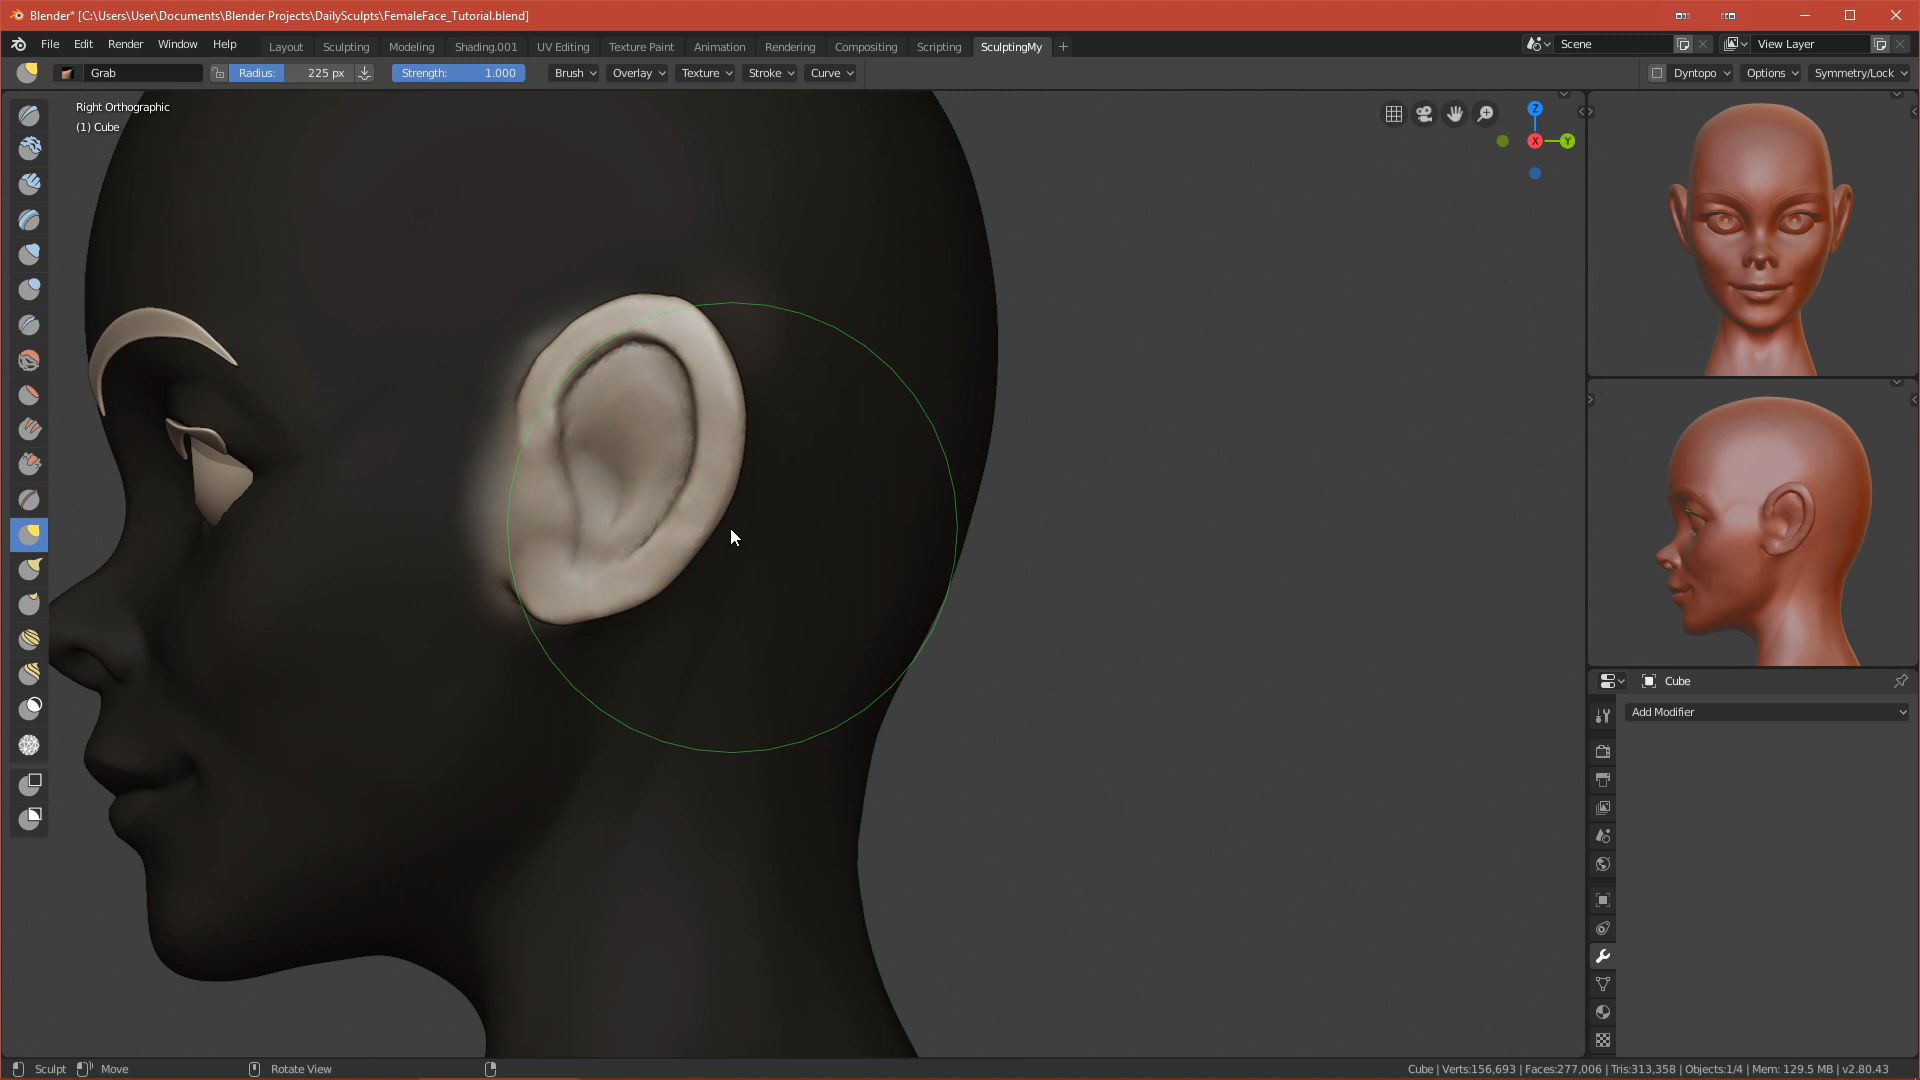 Blender* [C:\Users\User\Documents\Blender Projects\DailySculpts\FemaleFace_Tutorial.blend]
File Edit Render Window Help Layout Sculpting Modeling Shading.001 UV Editing Texture Paint Animation Rendering Compositing Scripting SculptingMy + Scene View Layer
Grab Radius: 225 px Strength: 1.000 Brush Overlay Texture Stroke Curve Dyntopo Options Symmetry/Lock
Right Orthographic
(1) Cube
Z
X Y
Cube
Add Modifier
Sculpt Move Rotate View Cube | Verts:156,693 | Faces:277,006 | Tris:313,358 | Objects:1/4 | Mem: 129.5 MB | v2.80.43